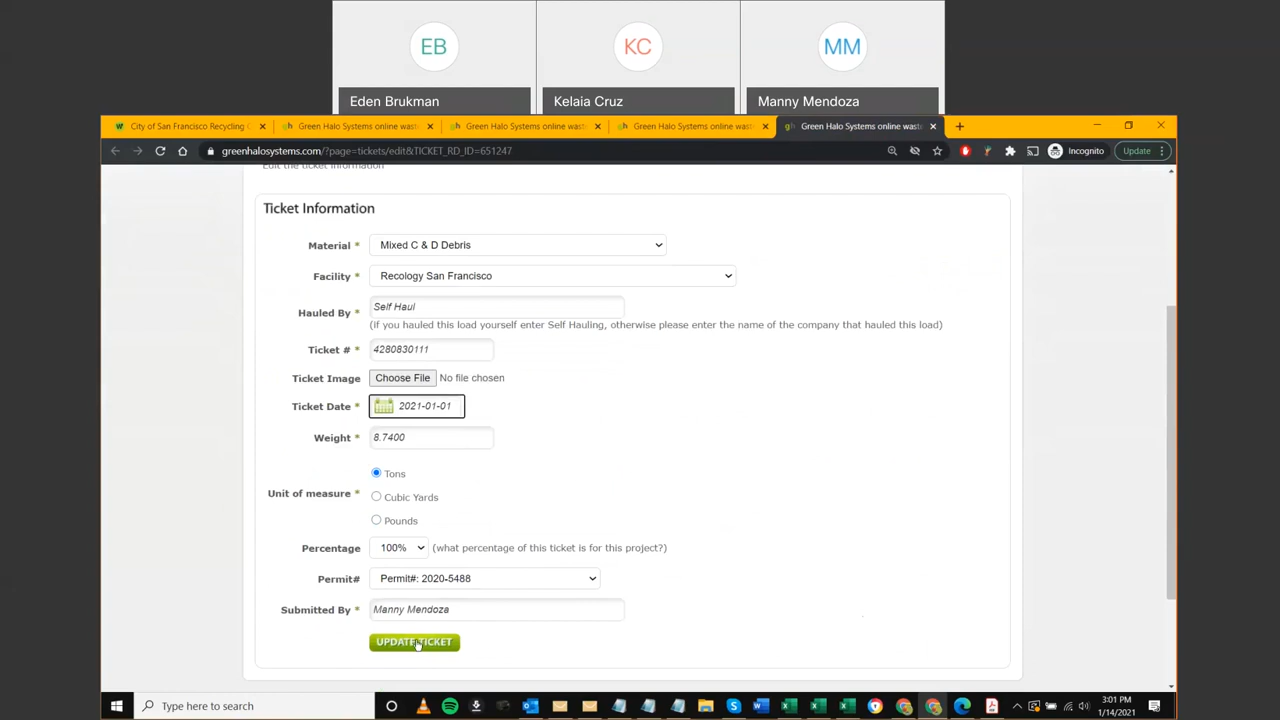 EB
KC
MM
Eden Brukman
Kelaia Cruz
Manny Mendoza
City of San Francisco Recycling
Green Halo Systems online wast
Green Halo Systems online wast
Green Halo Systems online wast
Green Halo Systems online wast
greenhalosystems.com/?page=tickets/edit&TICKET_RD_ID=651247
Incognito
Update
Edit the ticket information
Ticket Information
Material * Mixed C & D Debris
Facility * Recology San Francisco
Hauled By * Self Haul
(if you hauled this load yourself enter Self Hauling, otherwise please enter the name of the company that hauled this load)
Ticket # * 4280830111
Ticket Image Choose File No file chosen
Ticket Date * 2021-01-01
Weight * 8.7400
Tons
Unit of measure * Cubic Yards
Pounds
Percentage 100% (what percentage of this ticket is for this project?)
Permit# Permit#: 2020-5488
Submitted By * Manny Mendoza
UPDATE TICKET
Type here to search
3:01 PM
1/14/2021